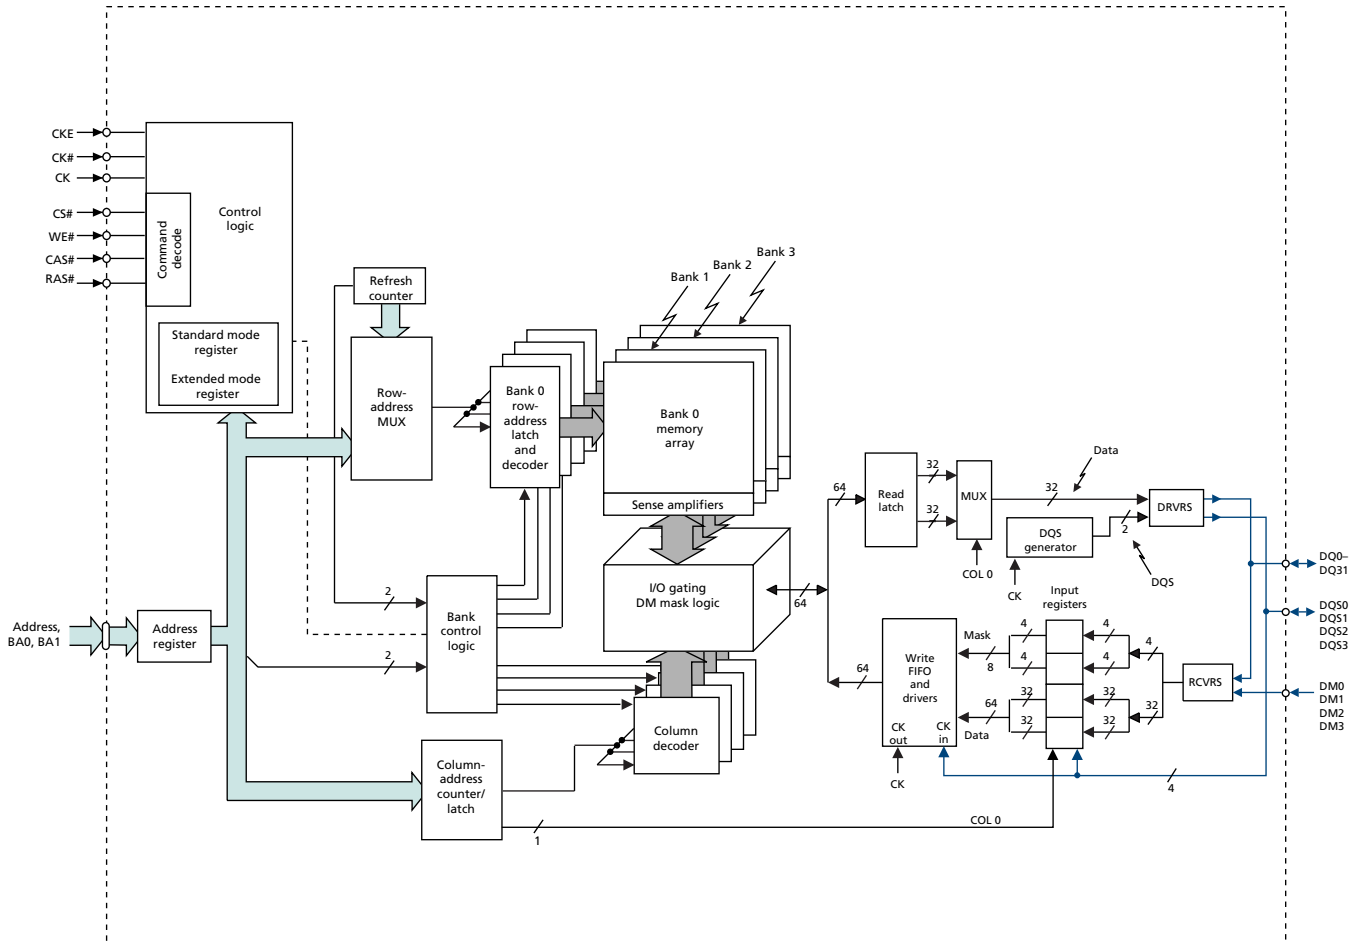 CKE
CK#
CK
CS#
WE#
CAS#
RAS#
Command
decode
Control
logic
Standard mode
register
Extended mode
register
Refresh
counter
Row-
address
MUX
Bank 0
row-
address
latch
and
decoder
Bank 1
Bank 2
Bank 3
Bank 0
memory
array
Sense amplifiers
I/O gating
DM mask logic
64
Address,
BA0, BA1
Address
register
2
2
Bank
control
logic
Column-
address
counter/
latch
1
COL 0
Column
decoder
64
Read
latch
32
32
MUX
COL 0
32
Data
DQS
generator
CK
2
DQS
DRVRS
DQ0–
DQ31
DQS0
DQS1
DQS2
DQS3
DM0
DM1
DM2
DM3
RCVRS
Input
registers
4
4
4
4
4
32
32
32
32
32
Mask
8
64
Data
64
Write
FIFO
and
drivers
CK
out
CK
in
CK
4